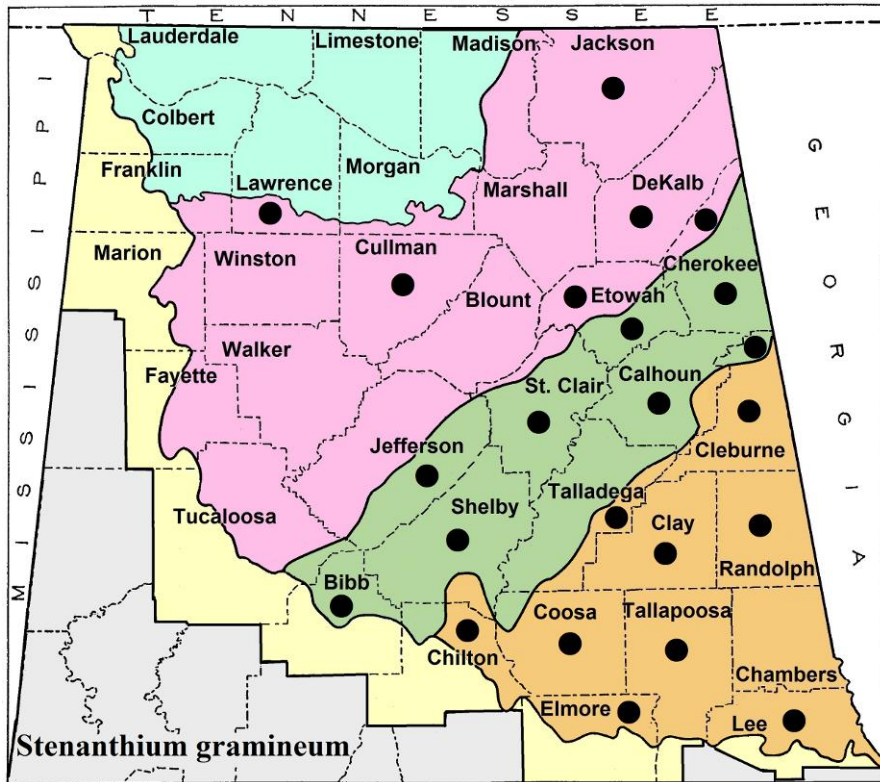 TENNESSEE
Lauderdale Limestone Madison Jackson
Colbert
Franklin Lawrence Morgan Marshall DeKalb
Marion Winston Cullman Cherokee
Blount Etowah
Walker
Fayette St. Clair Calhoun
Jefferson Cleburne
Tucaloosa Shelby Talladega
Clay
Bibb Randolph
Coosa Tallapoosa
Chilton Chambers
Elmore Lee
MISSISSIPPI
GEORGIA
Stenanthium gramineum